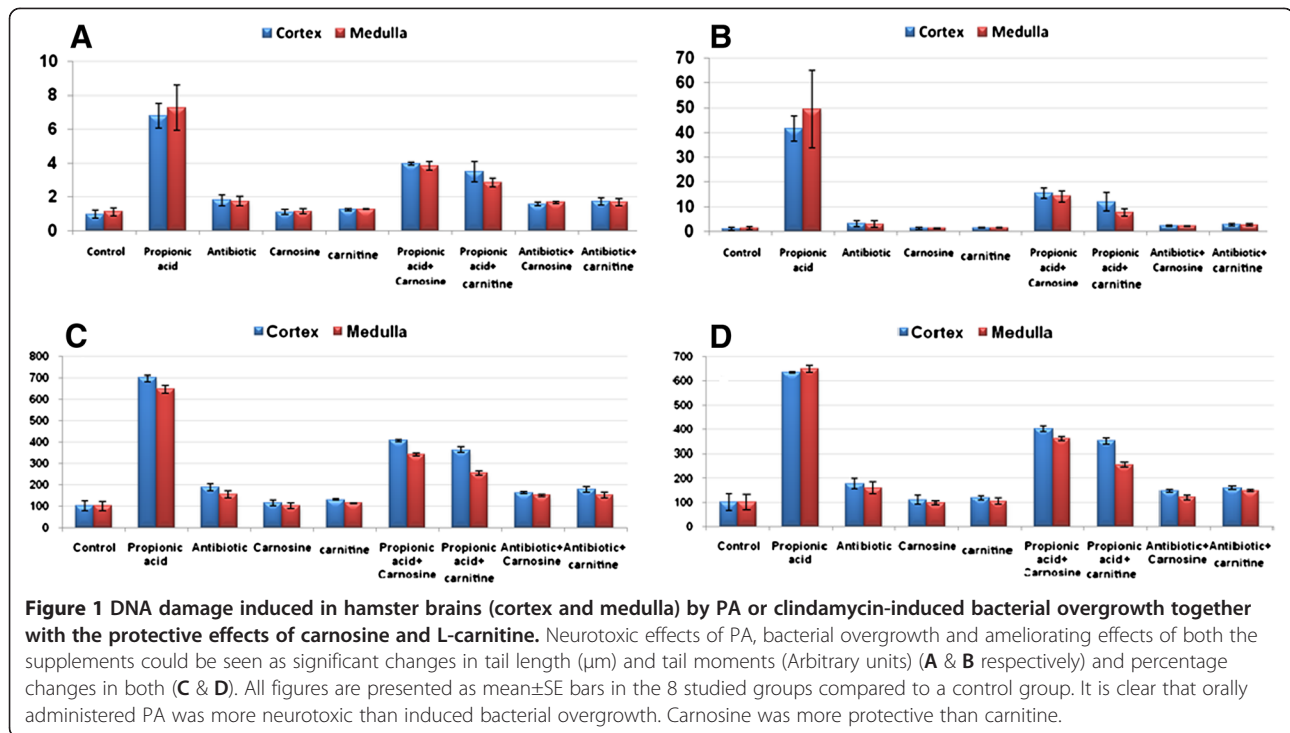 A
Cortex Medulla
10
8
6
4
2
0
Control Propionic acid Antibiotic Carnosine carnitine Propionic acid+ Carnosine Propionic acid+ carnitine Antibiotic+ Carnosine Antibiotic+ carnitine
B
Cortex Medulla
70
60
50
40
30
20
10
0
Control Propionic acid Antibiotic Carnosine carnitine Propionic acid+ Carnosine Propionic acid+ carnitine Antibiotic+ Carnosine Antibiotic+ carnitine
C
Cortex Medulla
800
700
600
500
400
300
200
100
0
Control Propionic acid Antibiotic Carnosine carnitine Propionic acid+ Carnosine Propionic acid+ carnitine Antibiotic+ Carnosine Antibiotic+ carnitine
D
Cortex Medulla
700
600
500
400
300
200
100
0
Control Propionic acid Antibiotic Carnosine carnitine Propionic acid+ Carnosine Propionic acid+ carnitine Antibiotic+ Carnosine Antibiotic+ carnitine
Figure 1 DNA damage induced in hamster brains (cortex and medulla) by PA or clindamycin-induced bacterial overgrowth together
with the protective effects of carnosine and L-carnitine. Neurotoxic effects of PA, bacterial overgrowth and ameliorating effects of both the
supplements could be seen as significant changes in tail length (μm) and tail moments (Arbitrary units) (A & B respectively) and percentage
changes in both (C & D). All figures are presented as mean±SE bars in the 8 studied groups compared to a control group. It is clear that orally
administered PA was more neurotoxic than induced bacterial overgrowth. Carnosine was more protective than carnitine.